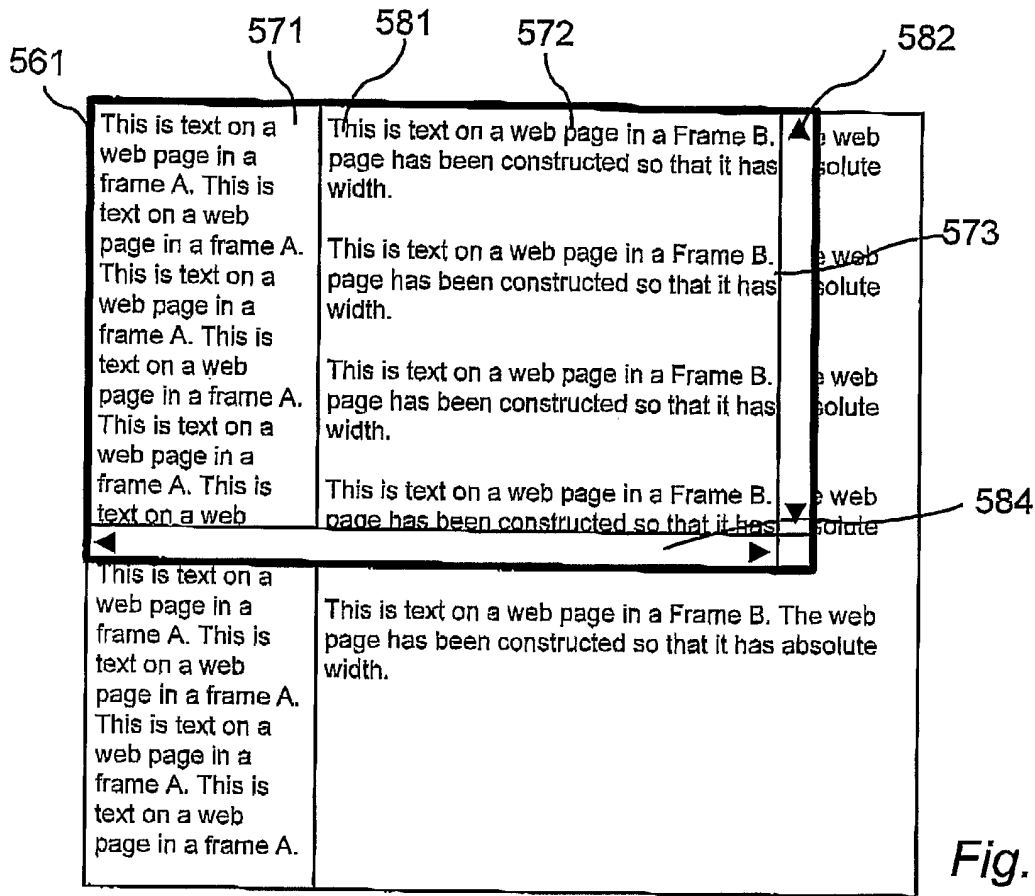 571
581
572
582
561
This is text on a
web page in a
frame A. This is
text on a web
page in a frame A.
This is text on a
web page in a
frame A. This is
text on a web
page in a frame A.
This is text on a
web page in a
frame A. This is
text on a web
This is text on a
web page in a
frame A. This is
text on a web
page in a frame A.
This is text on a
web page in a
frame A. This is
text on a web
page in a frame A.
This is text on a web page in a Frame B. e web
page has been constructed so that it has solute
width.
This is text on a web page in a Frame B. e web
page has been constructed so that it has solute
width.
This is text on a web page in a Frame B. e web
page has been constructed so that it has solute
width.
This is text on a web page in a Frame B. e web
page has been constructed so that it has solute
This is text on a web page in a Frame B. The web
page has been constructed so that it has absolute
width.
573
584
Fig.